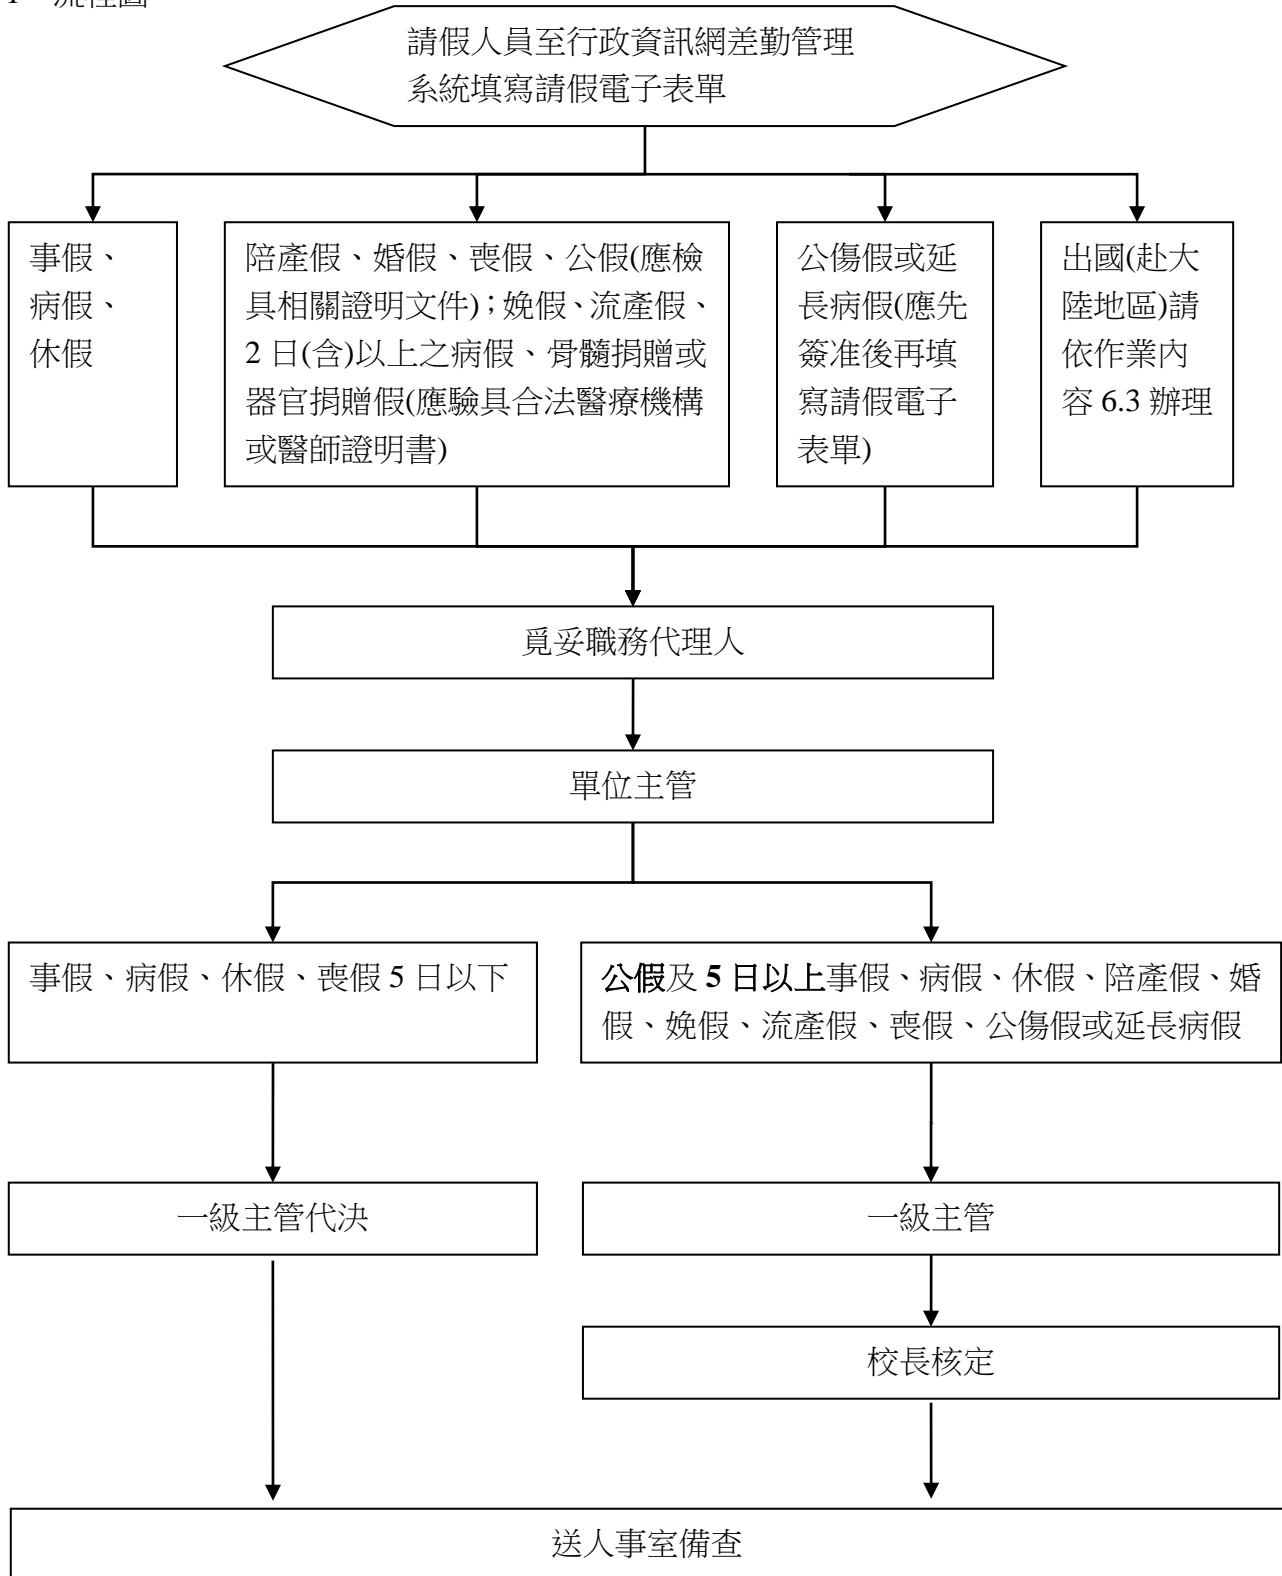 請假人員至行政資訊網差勤管理
系統填寫請假電子表單
事假、
病假、
休假
陪產假、婚假、喪假、公假(應檢
具相關證明文件)；娩假、流產假、
2 日(含)以上之病假、骨髓捐贈或
器官捐贈假(應驗具合法醫療機構
或醫師證明書)
公傷假或延
長病假(應先
簽准後再填
寫請假電子
表單)
出國(赴大
陸地區)請
依作業內
容 6.3 辦理
覓妥職務代理人
單位主管
事假、病假、休假、喪假 5 日以下
公假及 5 日以上事假、病假、休假、陪產假、婚
假、娩假、流產假、喪假、公傷假或延長病假
一級主管代決
一級主管
校長核定
送人事室備查